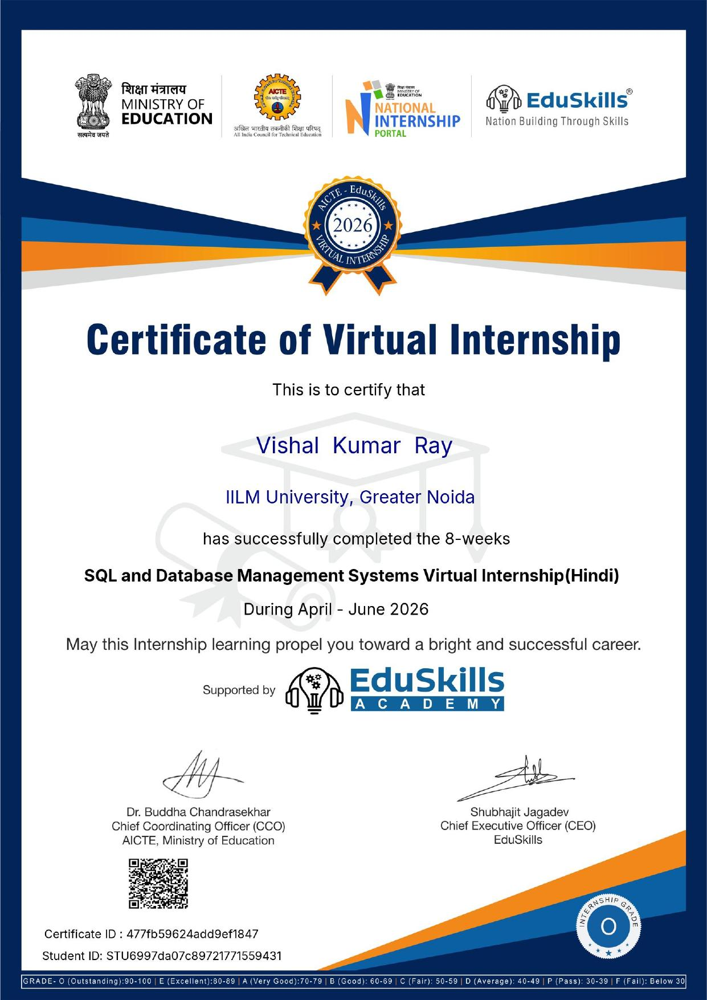 शिक्षा मंत्रालय
MINISTRY OF
EDUCATION
सत्यमेव जयते
AICTE
अखिल भारतीय तकनीकी शिक्षा परिषद्
All India Council for Technical Education
शिक्षा मंत्रालय
MINISTRY OF
EDUCATION
NATIONAL
INTERNSHIP
PORTAL
EduSkills®
Nation Building Through Skills
AICTE - EduSkills
2026
VIRTUAL INTERNSHIP
Certificate of Virtual Internship
This is to certify that
Vishal Kumar Ray
IILM University, Greater Noida
has successfully completed the 8-weeks
SQL and Database Management Systems Virtual Internship(Hindi)
During April - June 2026
May this Internship learning propel you toward a bright and successful career.
Supported by
EduSkills
ACADEMY
Dr. Buddha Chandrasekhar
Chief Coordinating Officer (CCO)
AICTE, Ministry of Education
Shubhajit Jagadev
Chief Executive Officer (CEO)
EduSkills
INTERNSHIP GRADE
O
Certificate ID : 477fb59624add9ef1847
Student ID: STU6997da07c89721771559431
GRADE- O (Outstanding):90-100 | E (Excellent):80-89 | A (Very Good):70-79 | B (Good): 60-69 | C (Fair): 50-59 | D (Average): 40-49 | P (Pass): 30-39 | F (Fail): Below 30